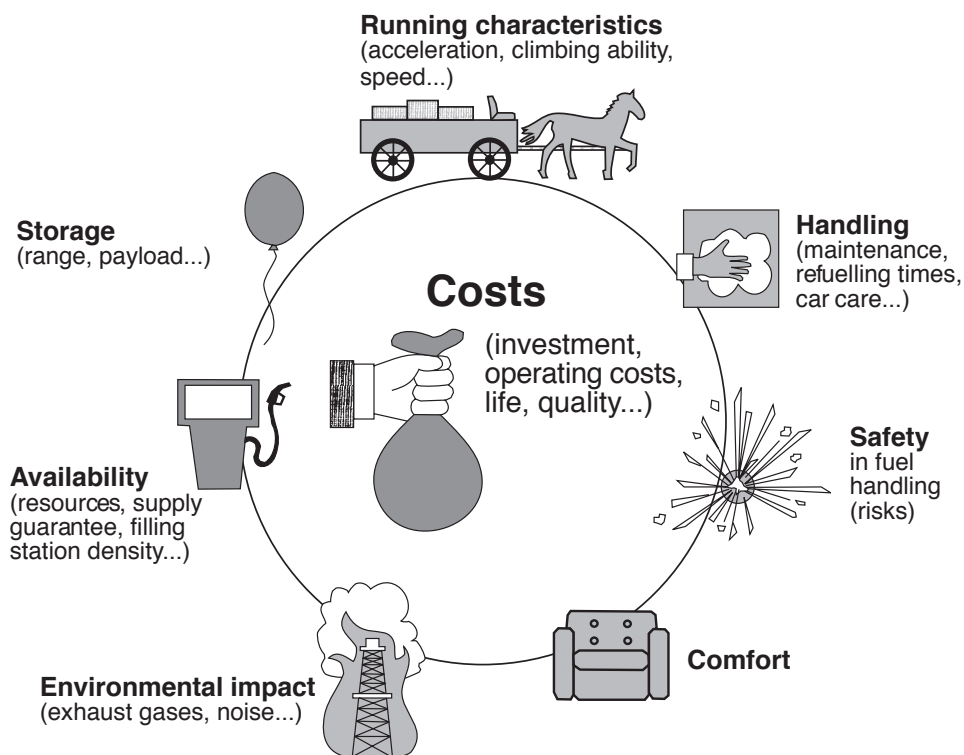 Running characteristics
(acceleration, climbing ability,
speed...)
Storage
(range, payload...)
Handling
(maintenance,
refuelling times,
car care...)
Costs
(investment,
operating costs,
life, quality...)
Safety
in fuel
handling
(risks)
Availability
(resources, supply
guarantee, filling
station density...)
Comfort
Environmental impact
(exhaust gases, noise...)